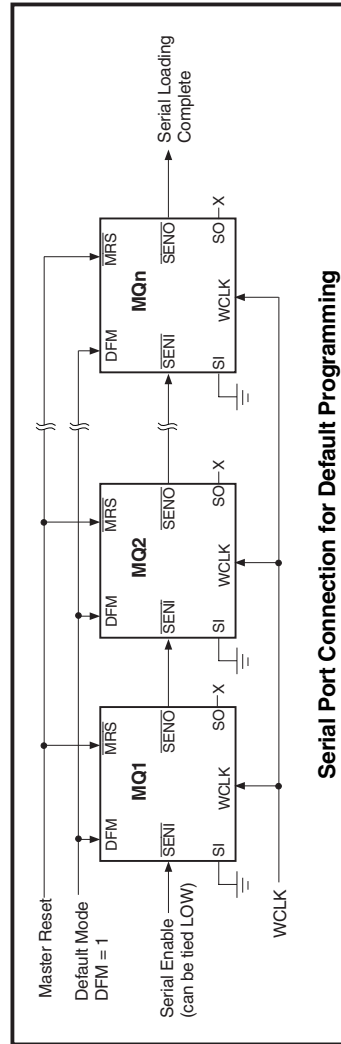 Master Reset
Default Mode
DFM = 1
Serial Enable
(can be tied LOW)
WCLK
DFM
MRS
MQ1
SENI
SENO
SI
WCLK
SO
X
DFM
MRS
MQ2
SENI
SENO
SI
WCLK
SO
X
DFM
MRS
MQn
SENI
SENO
SI
WCLK
SO
X
Serial Loading
Complete
Serial Port Connection for Default Programming